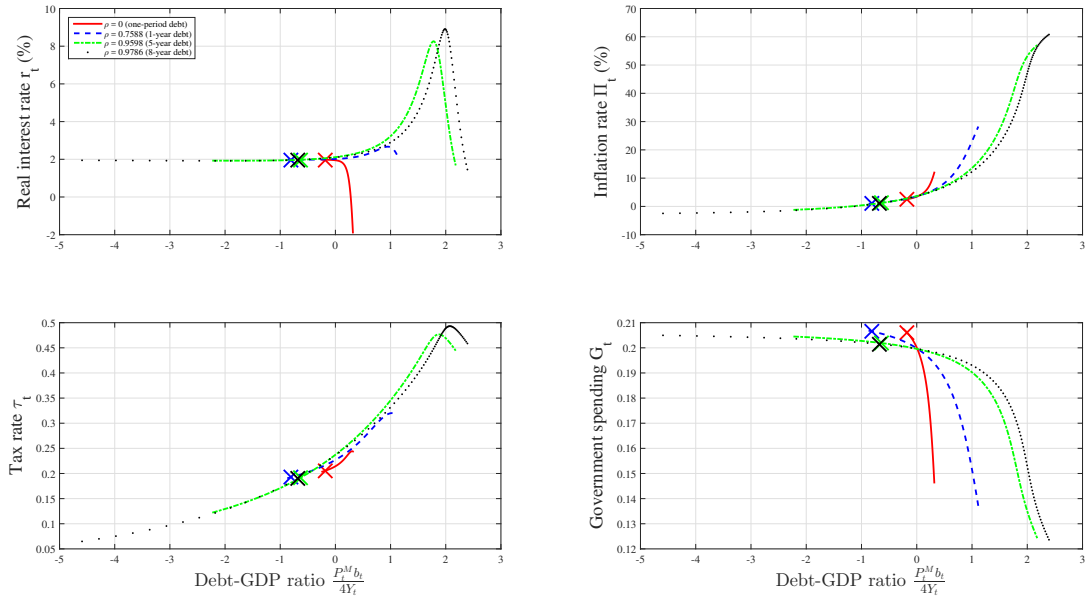 Real interest rate r_t (%)
10
8
6
4
2
0
-2
ρ = 0 (one-period debt)
ρ = 0.7588 (1-year debt)
ρ = 0.9598 (5-year debt)
ρ = 0.9786 (8-year debt)
-5 -4 -3 -2 -1 0 1 2 3
Inflation rate Π_t (%)
70
60
50
40
30
20
10
0
-10
-5 -4 -3 -2 -1 0 1 2 3
Tax rate τ_t
0.5
0.45
0.4
0.35
0.3
0.25
0.2
0.15
0.1
0.05
-5 -4 -3 -2 -1 0 1 2 3
Debt-GDP ratio P_t^M b_t / 4Y_t
Government spending G_t
0.21
0.21
0.2
0.19
0.18
0.17
0.16
0.15
0.14
0.13
0.12
-5 -4 -3 -2 -1 0 1 2 3
Debt-GDP ratio P_t^M b_t / 4Y_t